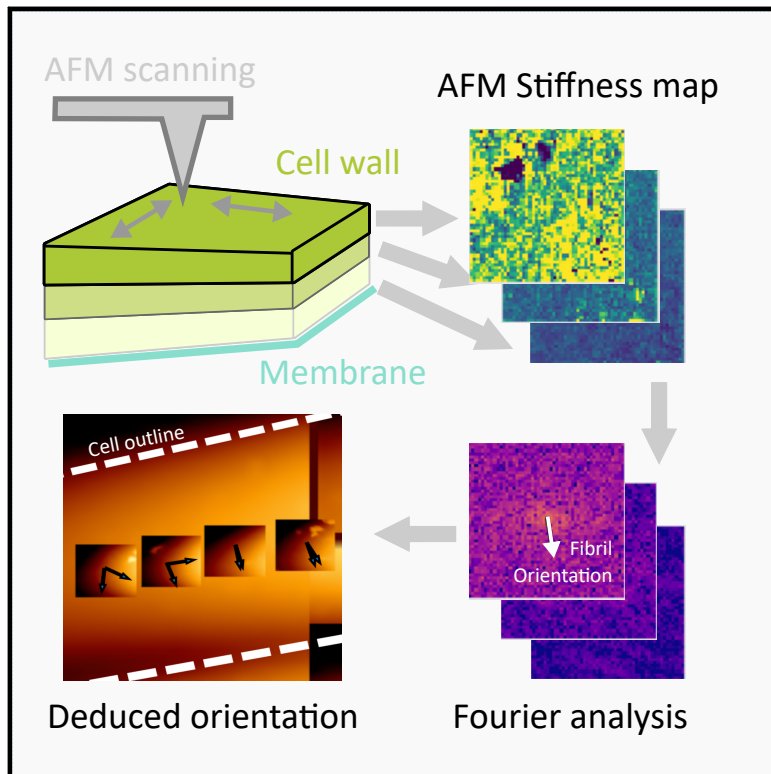 AFM scanning
AFM Stiffness map
Cell wall
Membrane
Cell outline
Fibril
Orientation
Deduced orientation
Fourier analysis